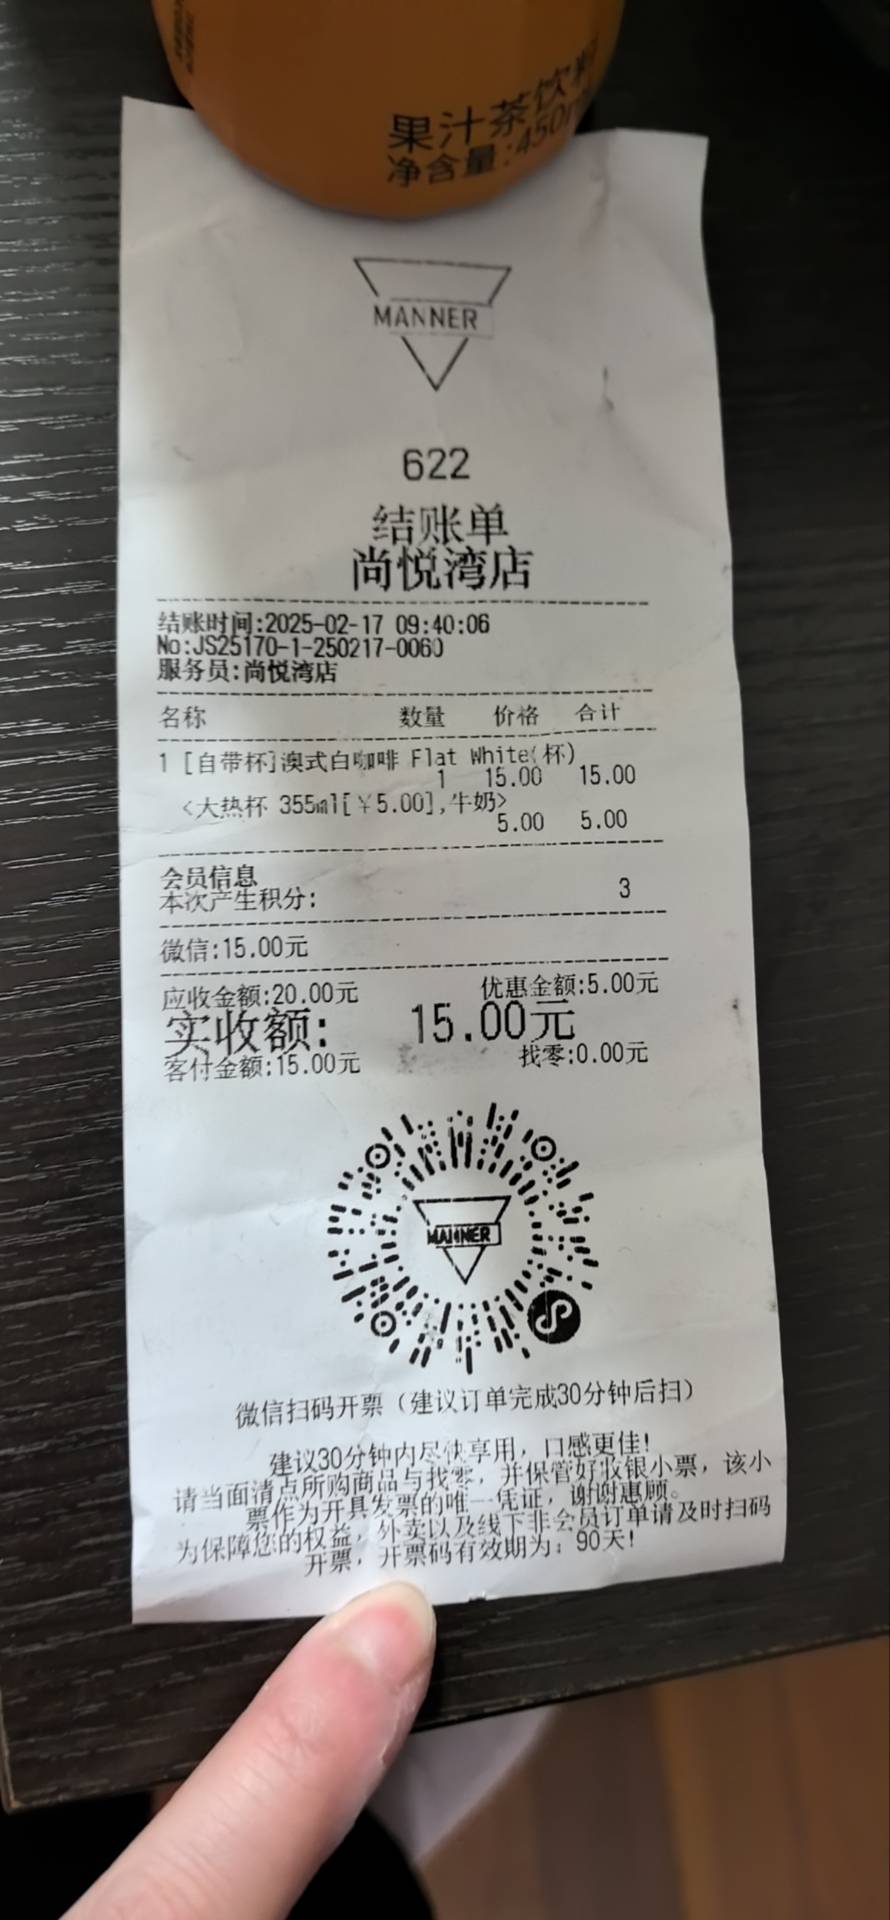 果汁茶饮料
净含量:450m
MANNER
622
结账单
尚悦湾店
结账时间:2025-02-17 09:40:06
No:JS25170-1-250217-0060
服务员:尚悦湾店
名称 数量 价格 合计
1 [自带杯]澳式白咖啡 Flat White(杯)
1 15.00 15.00
<大热杯 355ml[￥5.00],牛奶>
5.00 5.00
会员信息
本次产生积分: 3
微信:15.00元
应收金额:20.00元 优惠金额:5.00元
实收额: 15.00元
客付金额:15.00元 找零:0.00元
MANNER
微信扫码开票（建议订单完成30分钟后扫）
建议30分钟内尽快享用，口感更佳!
请当面清点所购商品与找零，并保管好收银小票，该小
票作为开具发票的唯一凭证，谢谢惠顾。
为保障您的权益，外卖以及线下非会员订单请及时扫码
开票，开票码有效期为：90天!